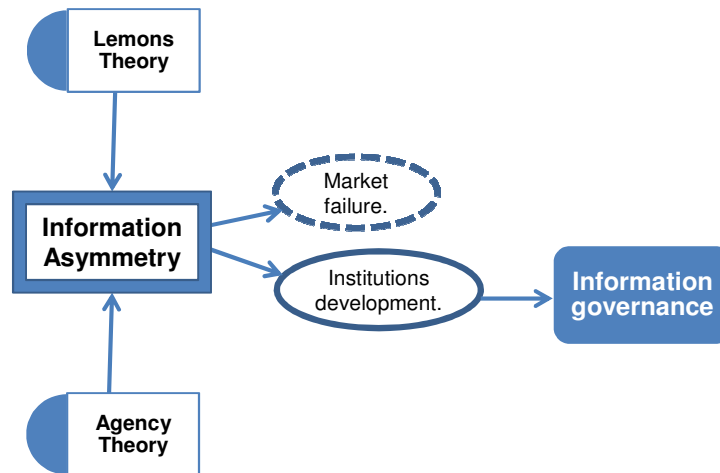 Lemons
Theory
Market
failure.
Information
Asymmetry
Institutions
development.
Information
governance
Agency
Theory